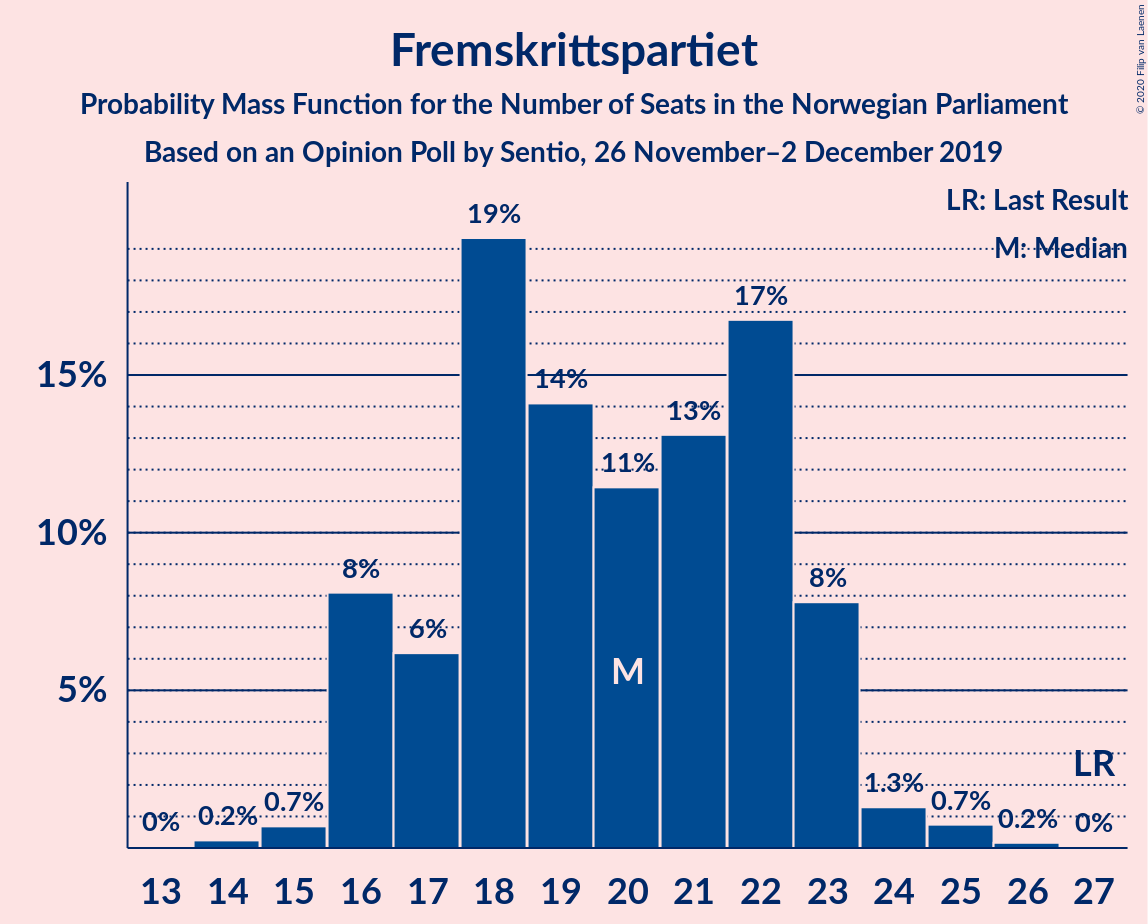 Fremskrittspartiet
Probability Mass Function for the Number of Seats in the Norwegian Parliament
Based on an Opinion Poll by Sentio, 26 November–2 December 2019
© 2020 Filip van Laenen
LR: Last Result
M: Median
19%
17%
15%
14%
13%
11%
10%
8%
8%
6%
M
5%
LR
1.3%
0.7%
0.7%
0.2%
0.2%
0%
0%
13 14 15 16 17 18 19 20 21 22 23 24 25 26 27